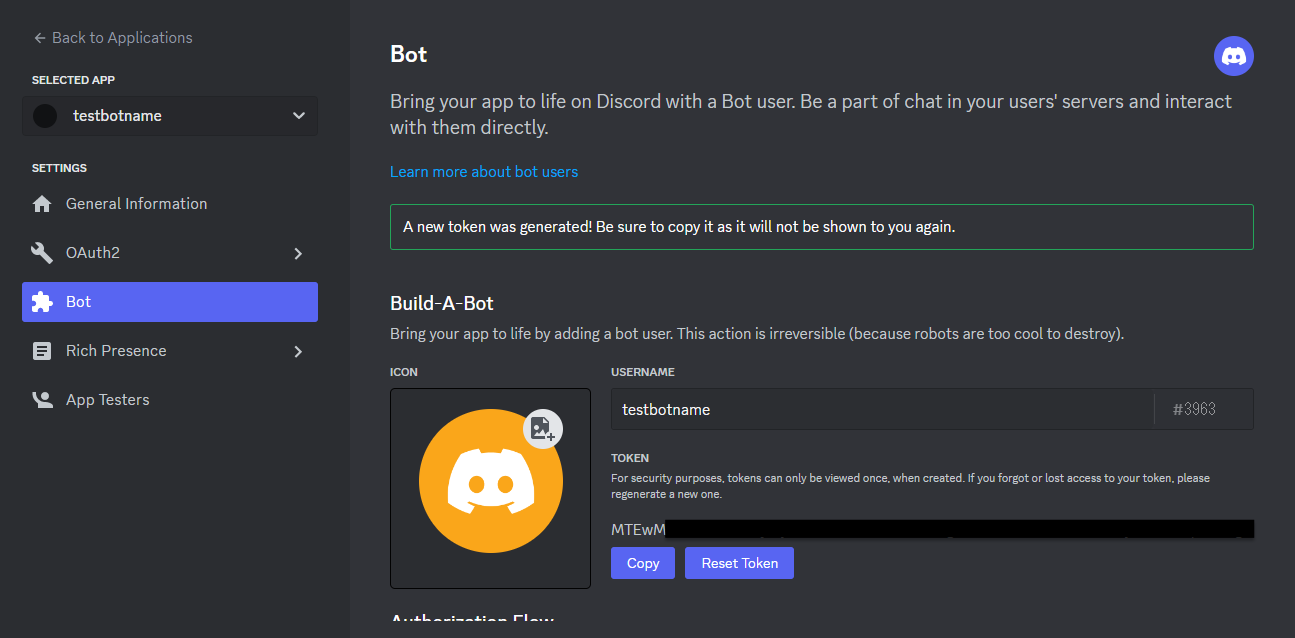 Back to Applications
SELECTED APP
testbotname
SETTINGS
General Information
OAuth2
Bot
Rich Presence
App Testers
Bot
Bring your app to life on Discord with a Bot user. Be a part of chat in your users' servers and interact
with them directly.
Learn more about bot users
A new token was generated! Be sure to copy it as it will not be shown to you again.
Build-A-Bot
Bring your app to life by adding a bot user. This action is irreversible (because robots are too cool to destroy).
ICON
USERNAME
testbotname #3963
TOKEN
For security purposes, tokens can only be viewed once, when created. If you forgot or lost access to your token, please
regenerate a new one.
MTEwM
Copy Reset Token
Authorization Flow